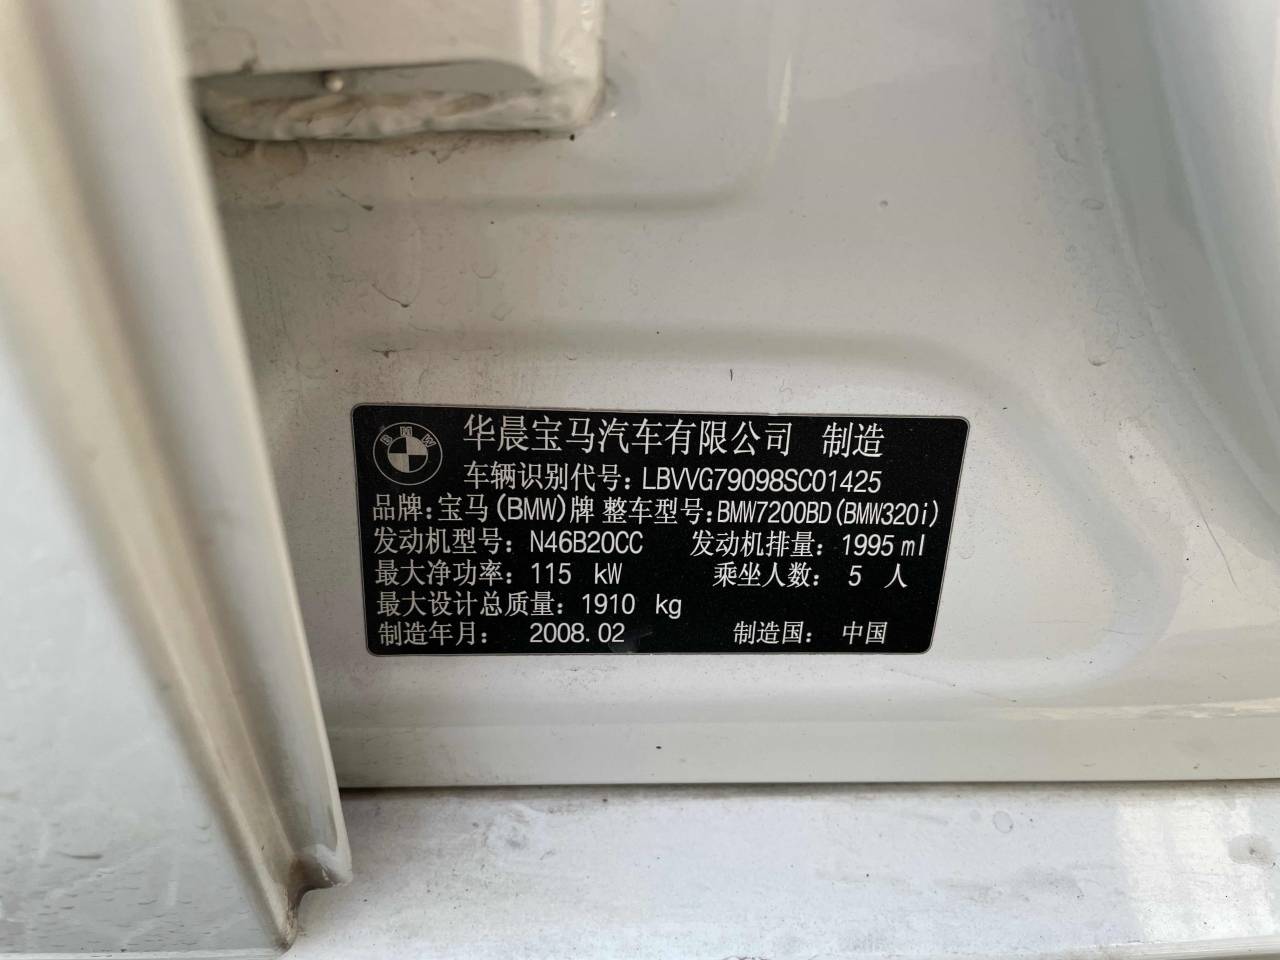 BMW
华晨宝马汽车有限公司 制造
车辆识别代号：LBVVG79098SC01425
品牌：宝马(BMW)牌 整车型号：BMW7200BD(BMW320i)
发动机型号：N46B20CC 发动机排量：1995ml
最大净功率：115 kW 乘坐人数：5 人
最大设计总质量：1910 kg
制造年月：2008.02 制造国：中国